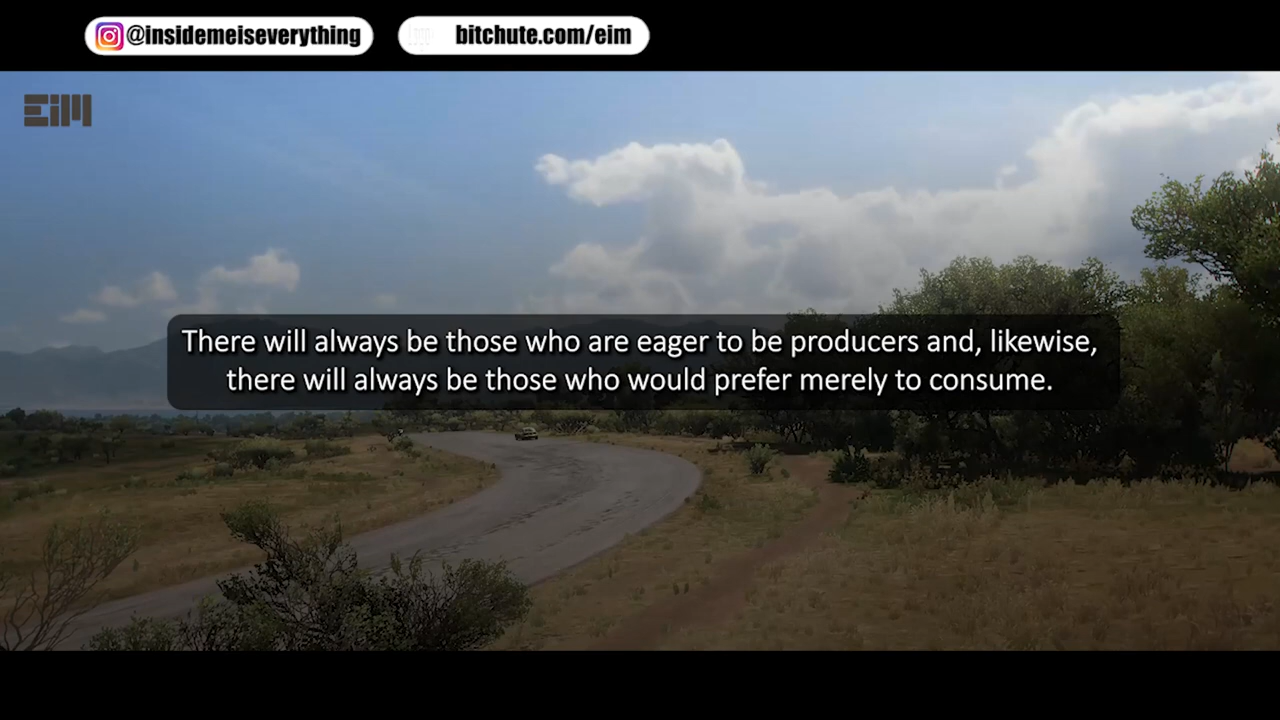 @insidemeiseverything
bitchute.com/eim
EiM
There will always be those who are eager to be producers and, likewise,
there will always be those who would prefer merely to consume.